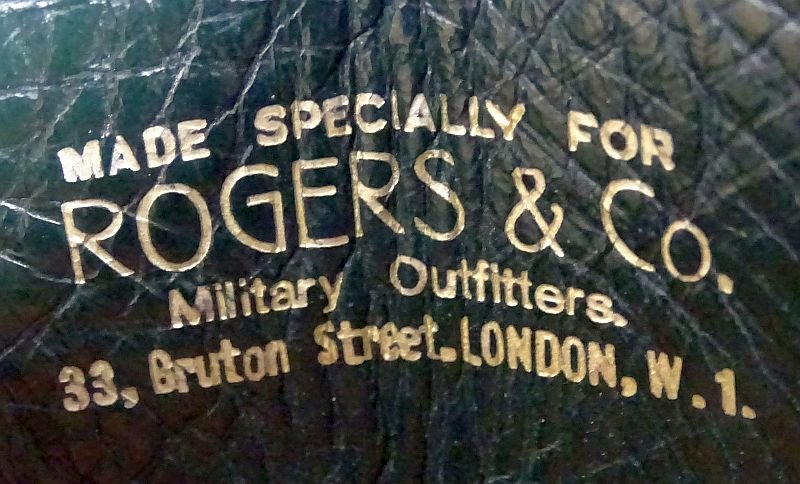 MADE SPECIALLY FOR
ROGERS & Co.
Military Outfitters.
33, Bruton Street. LONDON, W.1.